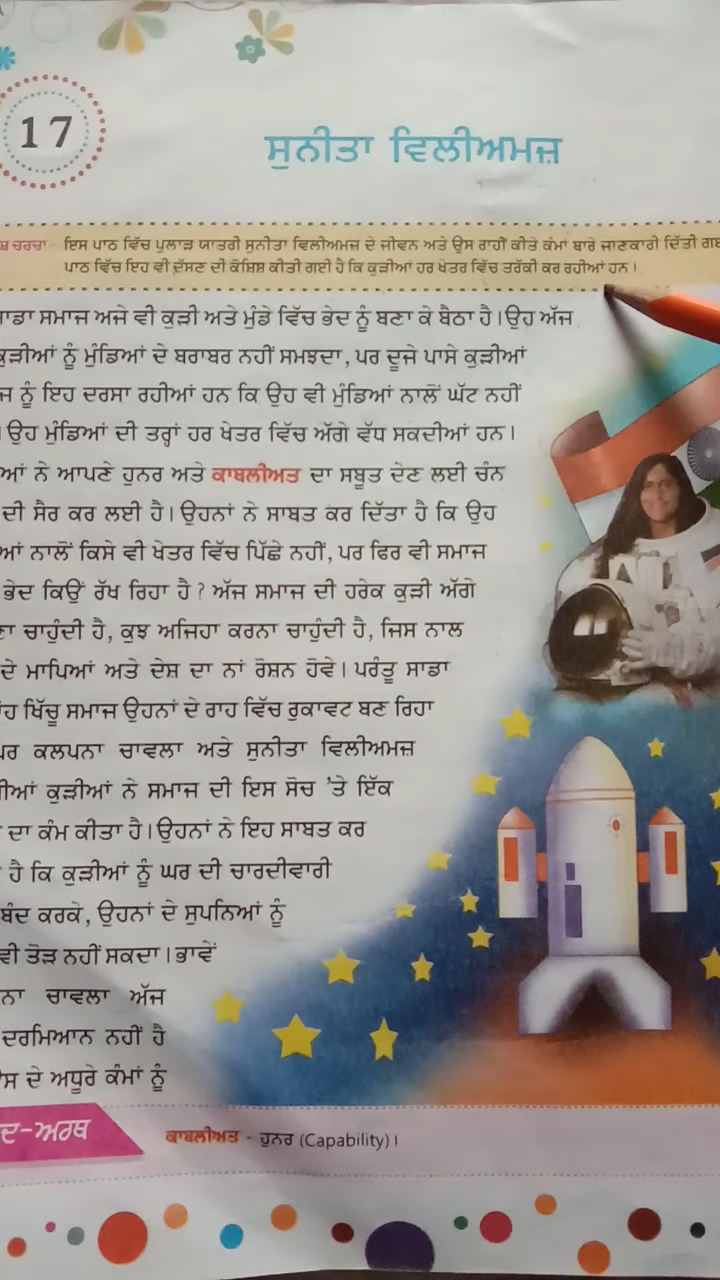 17
ਸੁਨੀਤਾ ਵਿਲੀਅਮਜ਼
ਚਰਚਾ ਇਸ ਪਾਠ ਵਿੱਚ ਪੁਲਾੜ ਯਾਤਰੀ ਸੁਨੀਤਾ ਵਿਲੀਅਮਜ਼ ਦੇ ਜੀਵਨ ਅਤੇ ਉਸ ਰਾਹੀਂ ਕੀਤੇ ਕੰਮਾਂ ਬਾਰੇ ਜਾਣਕਾਰੀ ਦਿੱਤੀ
ਪਾਠ ਵਿੱਚ ਇਹ ਵੀ ਦੱਸਣ ਦੀ ਕੋਸ਼ਿਸ਼ ਕੀਤੀ ਗਈ ਹੈ ਕਿ ਕੁੜੀਆਂ ਹਰ ਖੇਤਰ ਵਿੱਚ ਤਰੱਕੀ ਕਰ ਰਹੀਆਂ ਹਨ।
ਸਮਾਜ ਅਜੇ ਵੀ ਕੁੜੀ ਅਤੇ ਮੁੰਡੇ ਵਿੱਚ ਭੇਦ ਨੂੰ ਬਣਾ ਕੇ ਬੈਠਾ ਹੈ। ਉਹ ਅੱਜ
ਕੁੜੀਆਂ ਨੂੰ ਮੁੰਡਿਆਂ ਦੇ ਬਰਾਬਰ ਨਹੀਂ ਸਮਝਦਾ, ਪਰ ਦੂਜੇ ਪਾਸੇ ਕੁੜੀਆਂ
ਨੂੰ ਇਹ ਦਰਸਾ ਰਹੀਆਂ ਹਨ ਕਿ ਉਹ ਵੀ ਮੁੰਡਿਆਂ ਨਾਲੋਂ ਘੱਟ ਨਹੀਂ
। ਉਹ ਮੁੰਡਿਆਂ ਦੀ ਤਰ੍ਹਾਂ ਹਰ ਖੇਤਰ ਵਿੱਚ ਅੱਗੇ ਵੱਧ ਸਕਦੀਆਂ ਹਨ।
ਨੇ ਆਪਣੇ ਹੁਨਰ ਅਤੇ ਕਾਬਲੀਅਤ ਦਾ ਸਬੂਤ ਦੇਣ ਲਈ ਚੰਨ
ਦੀ ਸੈਰ ਕਰ ਲਈ ਹੈ। ਉਹਨਾਂ ਨੇ ਸਾਬਤ ਕਰ ਦਿੱਤਾ ਹੈ ਕਿ ਉਹ
ਨਾਲੋਂ ਕਿਸੇ ਵੀ ਖੇਤਰ ਵਿੱਚ ਪਿੱਛੇ ਨਹੀਂ, ਪਰ ਫਿਰ ਵੀ ਸਮਾਜ
ਭੇਦ ਕਿਉਂ ਰੱਖ ਰਿਹਾ ਹੈ ? ਅੱਜ ਸਮਾਜ ਦੀ ਹਰੇਕ ਕੁੜੀ ਅੱਗੇ
ਚਾਹੁੰਦੀ ਹੈ, ਕੁਝ ਅਜਿਹਾ ਕਰਨਾ ਚਾਹੁੰਦੀ ਹੈ, ਜਿਸ ਨਾਲ
ਦੇ ਮਾਪਿਆਂ ਅਤੇ ਦੇਸ਼ ਦਾ ਨਾਂ ਰੋਸ਼ਨ ਹੋਵੇ। ਪਰੰਤੂ ਸਾਡਾ
ਖਿੱਚੂ ਸਮਾਜ ਉਹਨਾਂ ਦੇ ਰਾਹ ਵਿੱਚ ਰੁਕਾਵਟ ਬਣ ਰਿਹਾ
ਪਰ ਕਲਪਨਾ ਚਾਵਲਾ ਅਤੇ ਸੁਨੀਤਾ ਵਿਲੀਅਮਜ਼
ਕੁੜੀਆਂ ਨੇ ਸਮਾਜ ਦੀ ਇਸ ਸੋਚ 'ਤੇ ਇੱਕ
ਦਾ ਕੰਮ ਕੀਤਾ ਹੈ। ਉਹਨਾਂ ਨੇ ਇਹ ਸਾਬਤ ਕਰ
ਹੈ ਕਿ ਕੁੜੀਆਂ ਨੂੰ ਘਰ ਦੀ ਚਾਰਦੀਵਾਰੀ
ਬੰਦ ਕਰਕੇ, ਉਹਨਾਂ ਦੇ ਸੁਪਨਿਆਂ ਨੂੰ
ਵੀ ਤੋੜ ਨਹੀਂ ਸਕਦਾ। ਭਾਵੇਂ
ਚਾਵਲਾ ਅੱਜ
ਦਰਮਿਆਨ ਨਹੀਂ ਹੈ
ਦੇ ਅਧੂਰੇ ਕੰਮਾਂ ਨੂੰ
ਅਰਥ
ਕਾਬਲੀਅਤ - ਹੁਨਰ (Capability)।